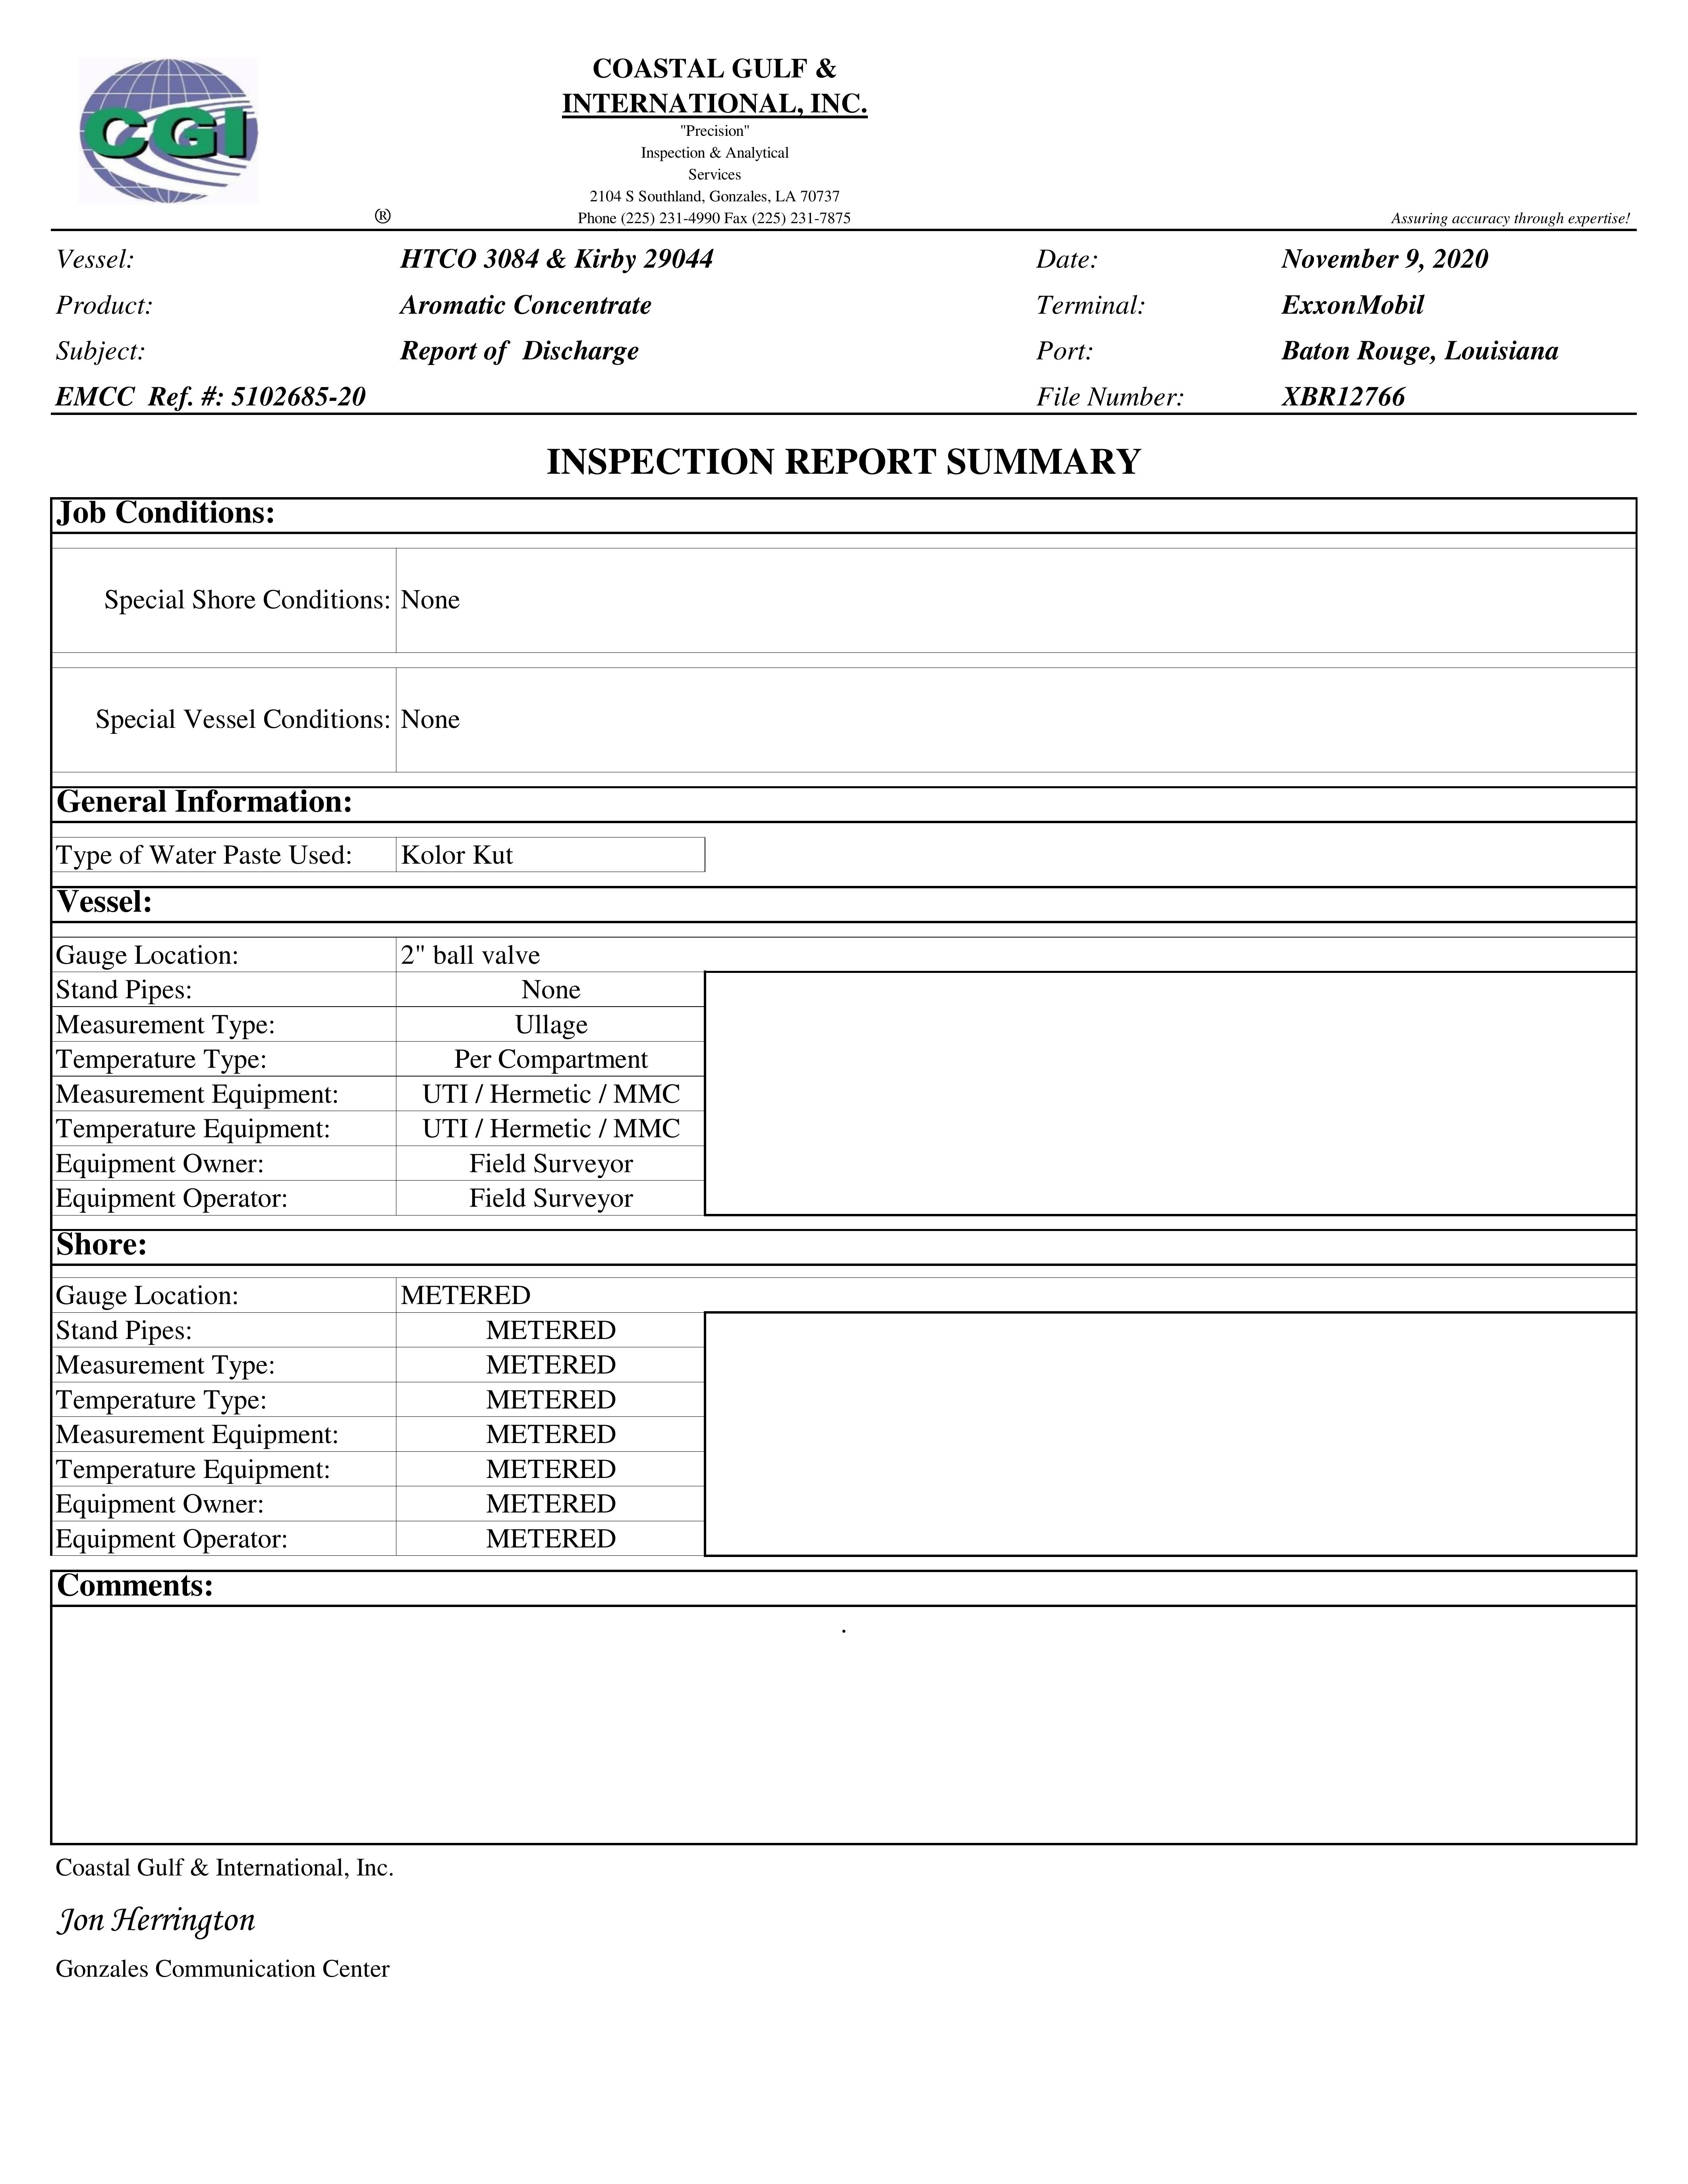 CGI
®
COASTAL GULF &
INTERNATIONAL, INC.
"Precision"
Inspection & Analytical
Services
2104 S Southland, Gonzales, LA 70737
Phone (225) 231-4990 Fax (225) 231-7875
Assuring accuracy through expertise!
Vessel: HTCO 3084 & Kirby 29044 Date: November 9, 2020
Product: Aromatic Concentrate Terminal: ExxonMobil
Subject: Report of Discharge Port: Baton Rouge, Louisiana
EMCC Ref. #: 5102685-20 File Number: XBR12766
INSPECTION REPORT SUMMARY
Job Conditions:
Special Shore Conditions: None
Special Vessel Conditions: None
General Information:
Type of Water Paste Used: Kolor Kut
Vessel:
Gauge Location: 2" ball valve
Stand Pipes: None
Measurement Type: Ullage
Temperature Type: Per Compartment
Measurement Equipment: UTI / Hermetic / MMC
Temperature Equipment: UTI / Hermetic / MMC
Equipment Owner: Field Surveyor
Equipment Operator: Field Surveyor
Shore:
Gauge Location: METERED
Stand Pipes: METERED
Measurement Type: METERED
Temperature Type: METERED
Measurement Equipment: METERED
Temperature Equipment: METERED
Equipment Owner: METERED
Equipment Operator: METERED
Comments:
.
Coastal Gulf & International, Inc.
Jon Herrington
Gonzales Communication Center